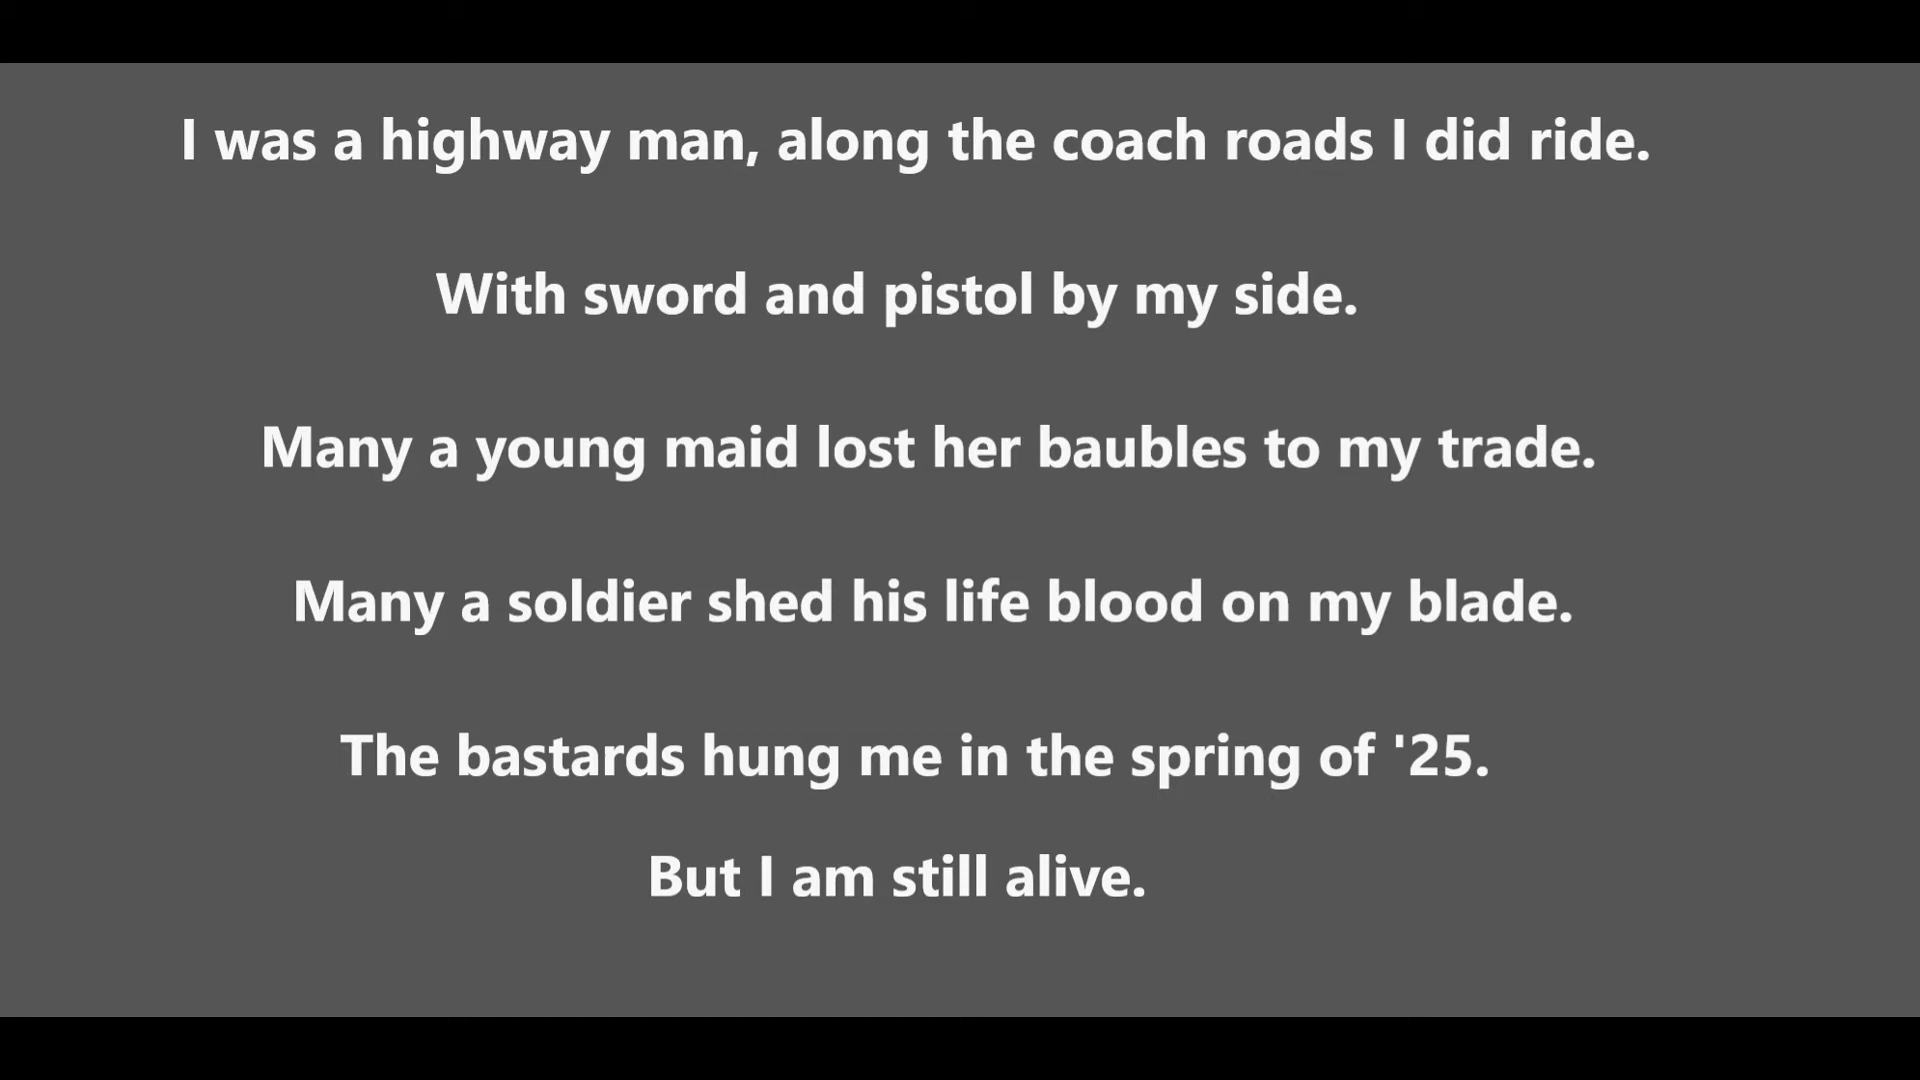 I was a highway man, along the coach roads I did ride.
With sword and pistol by my side.
Many a young maid lost her baubles to my trade.
Many a soldier shed his life blood on my blade.
The bastards hung me in the spring of '25.
But I am still alive.